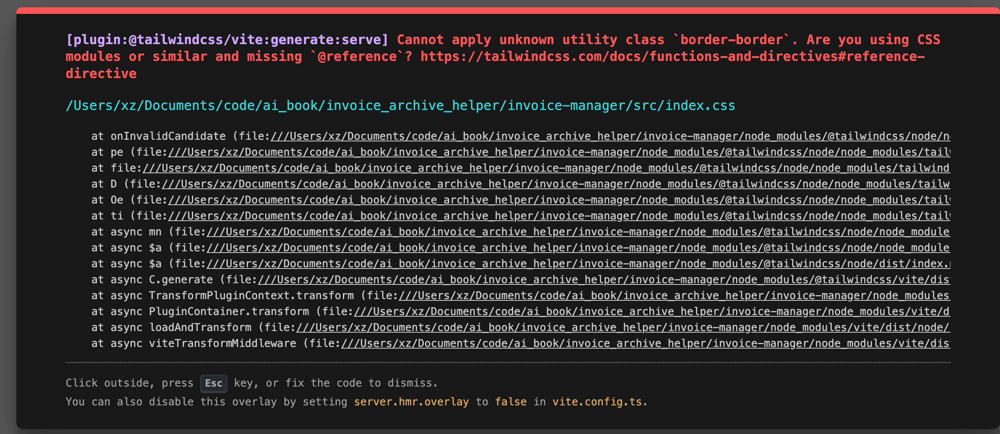 [plugin:@tailwindcss/vite:generate:serve] Cannot apply unknown utility class `border-border`. Are you using CSS
modules or similar and missing `@reference`? https://tailwindcss.com/docs/functions-and-directives#reference-
directive
/Users/xz/Documents/code/ai_book/invoice_archive_helper/invoice-manager/src/index.css
at onInvalidCandidate (file:///Users/xz/Documents/code/ai_book/invoice_archive_helper/invoice-manager/node_modules/@tailwindcss/node/n
at pe (file:///Users/xz/Documents/code/ai_book/invoice_archive_helper/invoice-manager/node_modules/@tailwindcss/node/node_modules/tail
at file:///Users/xz/Documents/code/ai_book/invoice_archive_helper/invoice-manager/node_modules/@tailwindcss/node/node_modules/tailwind
at D (file:///Users/xz/Documents/code/ai_book/invoice_archive_helper/invoice-manager/node_modules/@tailwindcss/node/node_modules/tailw
at Oe (file:///Users/xz/Documents/code/ai_book/invoice_archive_helper/invoice-manager/node_modules/@tailwindcss/node/node_modules/tail
at ti (file:///Users/xz/Documents/code/ai_book/invoice_archive_helper/invoice-manager/node_modules/@tailwindcss/node/node_modules/tail
at async mn (file:///Users/xz/Documents/code/ai_book/invoice_archive_helper/invoice-manager/node_modules/@tailwindcss/node/node_module
at async $a (file:///Users/xz/Documents/code/ai_book/invoice_archive_helper/invoice-manager/node_modules/@tailwindcss/node/node_module
at async $a (file:///Users/xz/Documents/code/ai_book/invoice_archive_helper/invoice-manager/node_modules/@tailwindcss/node/dist/index.
at async C.generate (file:///Users/xz/Documents/code/ai_book/invoice_archive_helper/invoice-manager/node_modules/@tailwindcss/vite/dis
at async TransformPluginContext.transform (file:///Users/xz/Documents/code/ai_book/invoice_archive_helper/invoice-manager/node_modules
at async PluginContainer.transform (file:///Users/xz/Documents/code/ai_book/invoice_archive_helper/invoice-manager/node_modules/vite/d
at async loadAndTransform (file:///Users/xz/Documents/code/ai_book/invoice_archive_helper/invoice-manager/node_modules/vite/dist/node/
at async viteTransformMiddleware (file:///Users/xz/Documents/code/ai_book/invoice_archive_helper/invoice-manager/node_modules/vite/dis
Click outside, press Esc key, or fix the code to dismiss.
You can also disable this overlay by setting server.hmr.overlay to false in vite.config.ts.